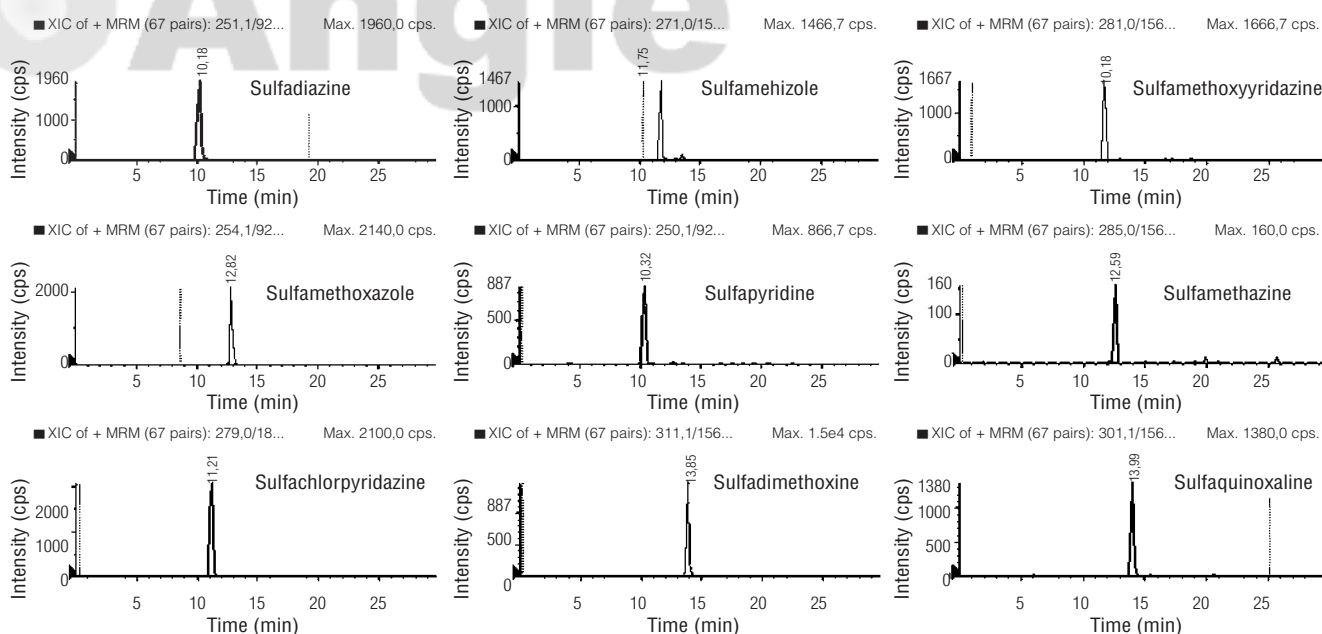 Angle
XIC of + MRM (67 pairs): 251,1/92... Max. 1960,0 cps.
Intensity (cps)
1960
1000
0
10,18
Sulfadiazine
5 10 15 20 25
Time (min)
XIC of + MRM (67 pairs): 271,0/15... Max. 1466,7 cps.
Intensity (cps)
1467
1000
0
11,75
Sulfamehizole
5 10 15 20 25
Time (min)
XIC of + MRM (67 pairs): 281,0/156... Max. 1666,7 cps.
Intensity (cps)
1667
1000
0
10,18
Sulfamethoxyyridazine
5 10 15 20 25
Time (min)
XIC of + MRM (67 pairs): 254,1/92... Max. 2140,0 cps.
Intensity (cps)
2000
0
12,82
Sulfamethoxazole
5 10 15 20 25
Time (min)
XIC of + MRM (67 pairs): 250,1/92... Max. 866,7 cps.
Intensity (cps)
887
500
0
10,32
Sulfapyridine
5 10 15 20 25
Time (min)
XIC of + MRM (67 pairs): 285,0/156... Max. 160,0 cps.
Intensity (cps)
160
100
0
12,59
Sulfamethazine
5 10 15 20 25
Time (min)
XIC of + MRM (67 pairs): 279,0/18... Max. 2100,0 cps.
Intensity (cps)
2000
1000
0
11,21
Sulfachlorpyridazine
5 10 15 20 25
Time (min)
XIC of + MRM (67 pairs): 311,1/156... Max. 1.5e4 cps.
Intensity (cps)
887
500
0
13,85
Sulfadimethoxine
5 10 15 20 25
Time (min)
XIC of + MRM (67 pairs): 301,1/156... Max. 1380,0 cps.
Intensity (cps)
1380
1000
500
0
13,99
Sulfaquinoxaline
5 10 15 20 25
Time (min)